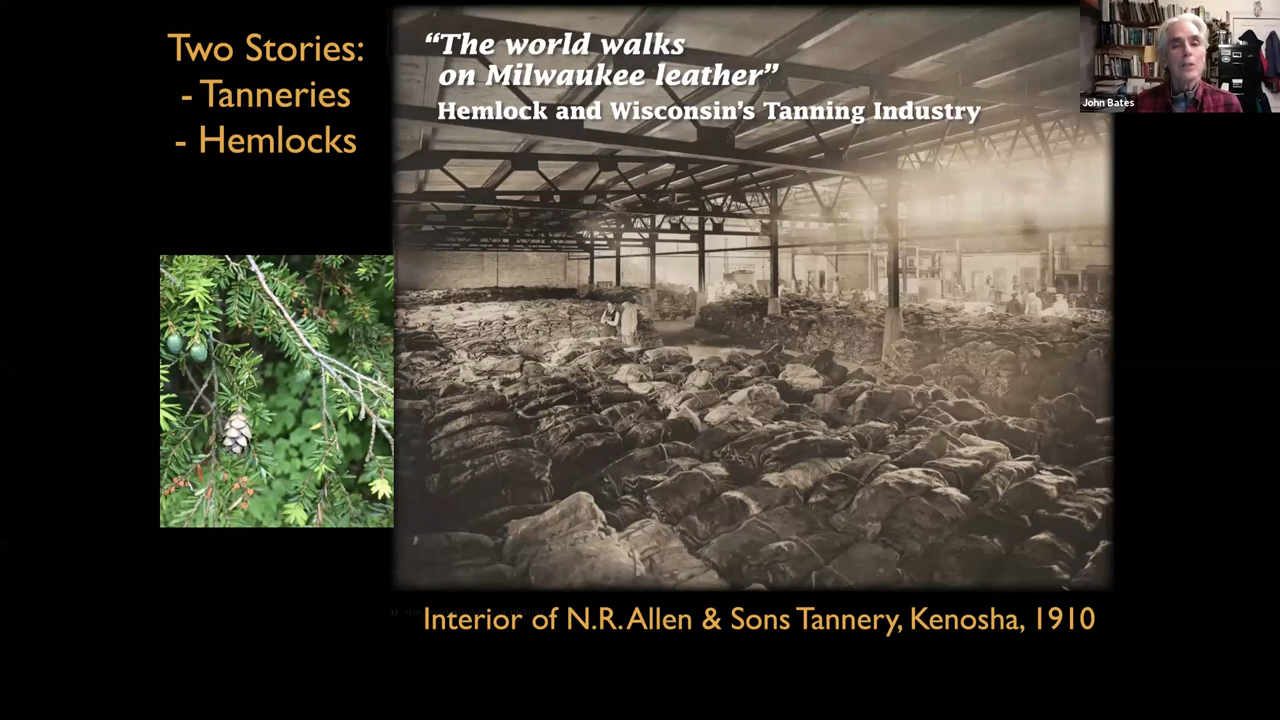 Two Stories:
- Tanneries
- Hemlocks
“The world walks
on Milwaukee leather”
Hemlock and Wisconsin’s Tanning Industry
John Bates
Interior of N.R. Allen & Sons Tannery, Kenosha, 1910